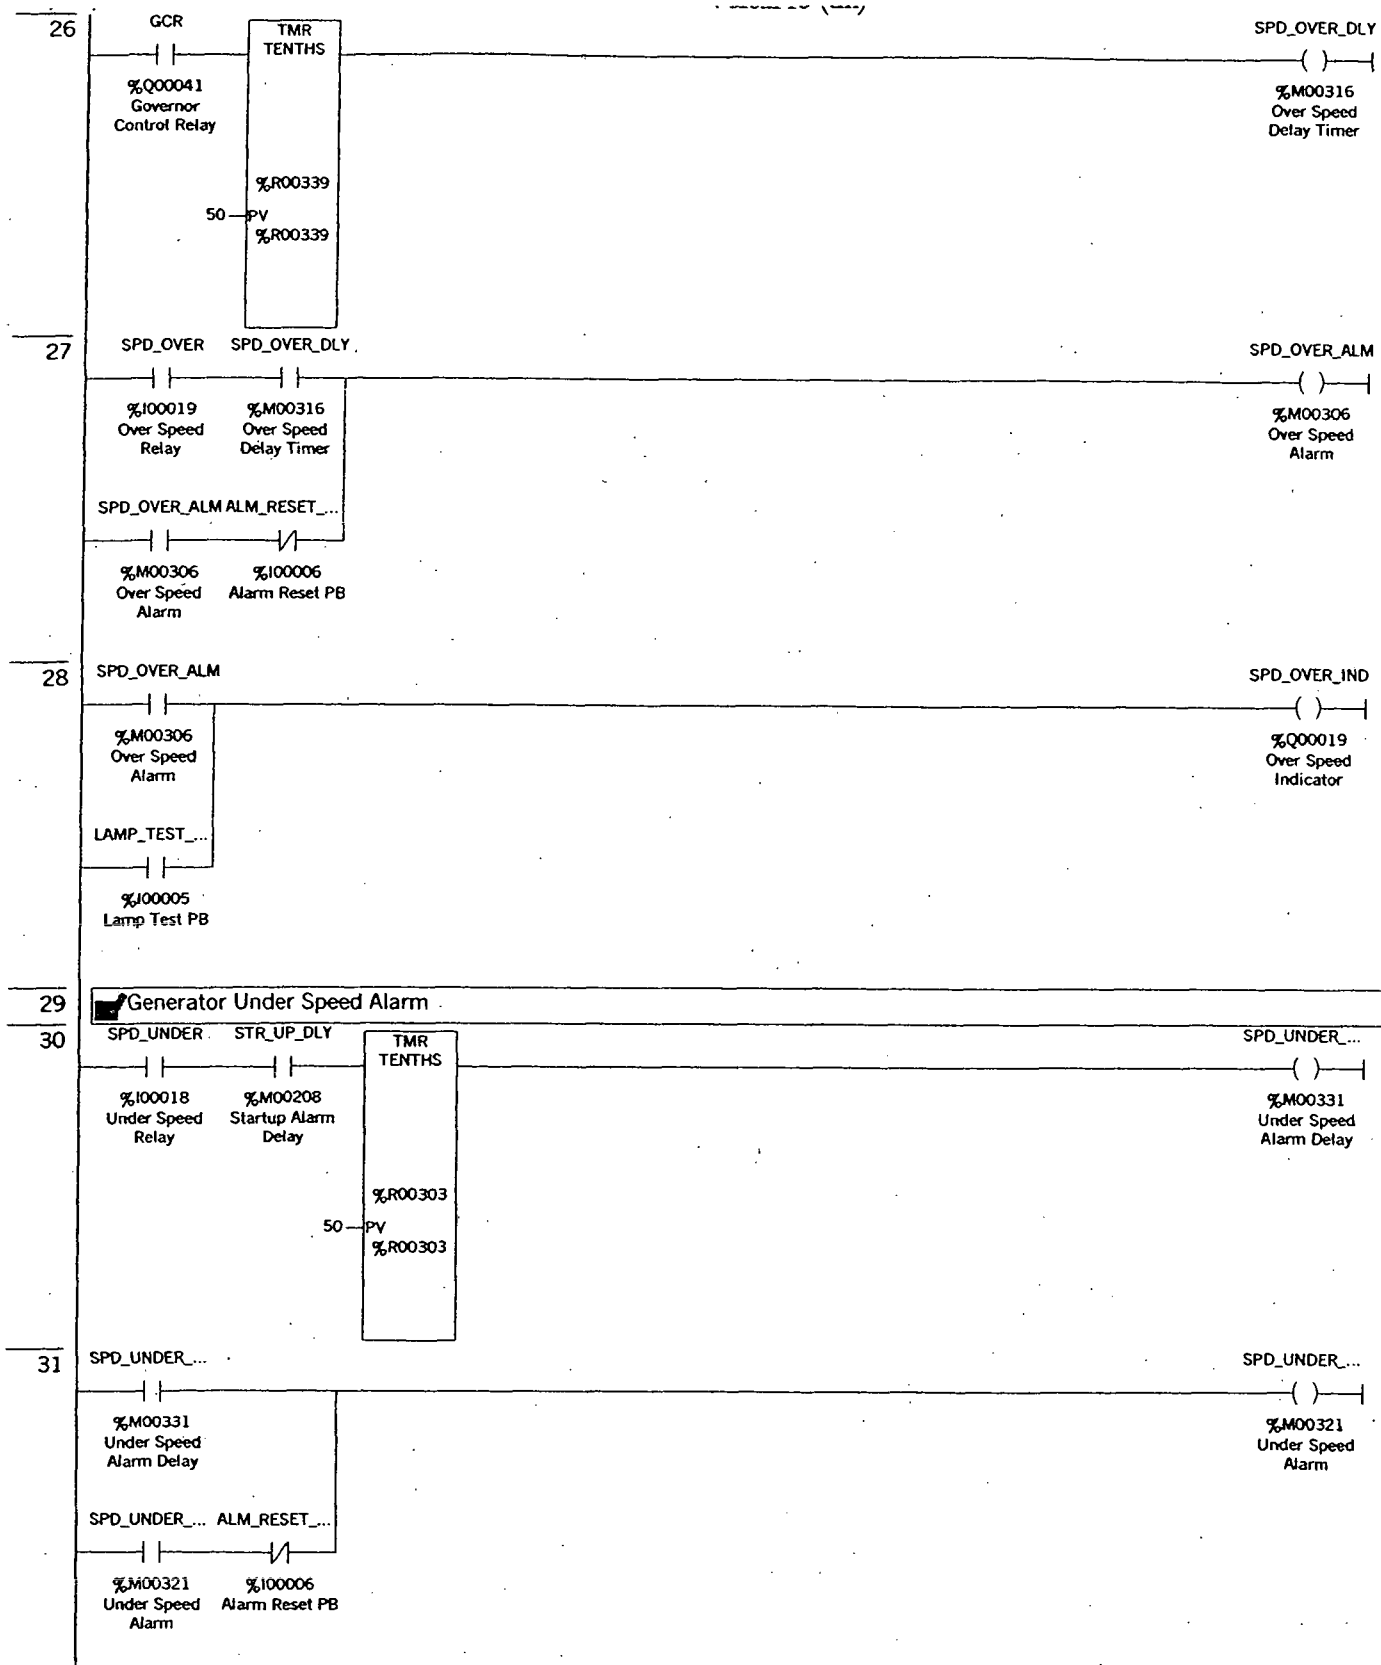 26
GCR
TMR
TENTHS
SPD_OVER_DLY
%Q00041
Governor
Control Relay
%M00316
Over Speed
Delay Timer
%R00339
50
PV
%R00339
27
SPD_OVER
SPD_OVER_DLY
SPD_OVER_ALM
%I00019
Over Speed
Relay
%M00316
Over Speed
Delay Timer
%M00306
Over Speed
Alarm
SPD_OVER_ALM
ALM_RESET_...
%M00306
Over Speed
Alarm
%I00006
Alarm Reset PB
28
SPD_OVER_ALM
SPD_OVER_IND
%M00306
Over Speed
Alarm
%Q00019
Over Speed
Indicator
LAMP_TEST_...
%I00005
Lamp Test PB
29
Generator Under Speed Alarm
30
SPD_UNDER
STR_UP_DLY
TMR
TENTHS
SPD_UNDER_...
%I00018
Under Speed
Relay
%M00208
Startup Alarm
Delay
%M00331
Under Speed
Alarm Delay
%R00303
50
PV
%R00303
31
SPD_UNDER_...
SPD_UNDER_...
%M00331
Under Speed
Alarm Delay
%M00321
Under Speed
Alarm
SPD_UNDER_...
ALM_RESET_...
%M00321
Under Speed
Alarm
%I00006
Alarm Reset PB